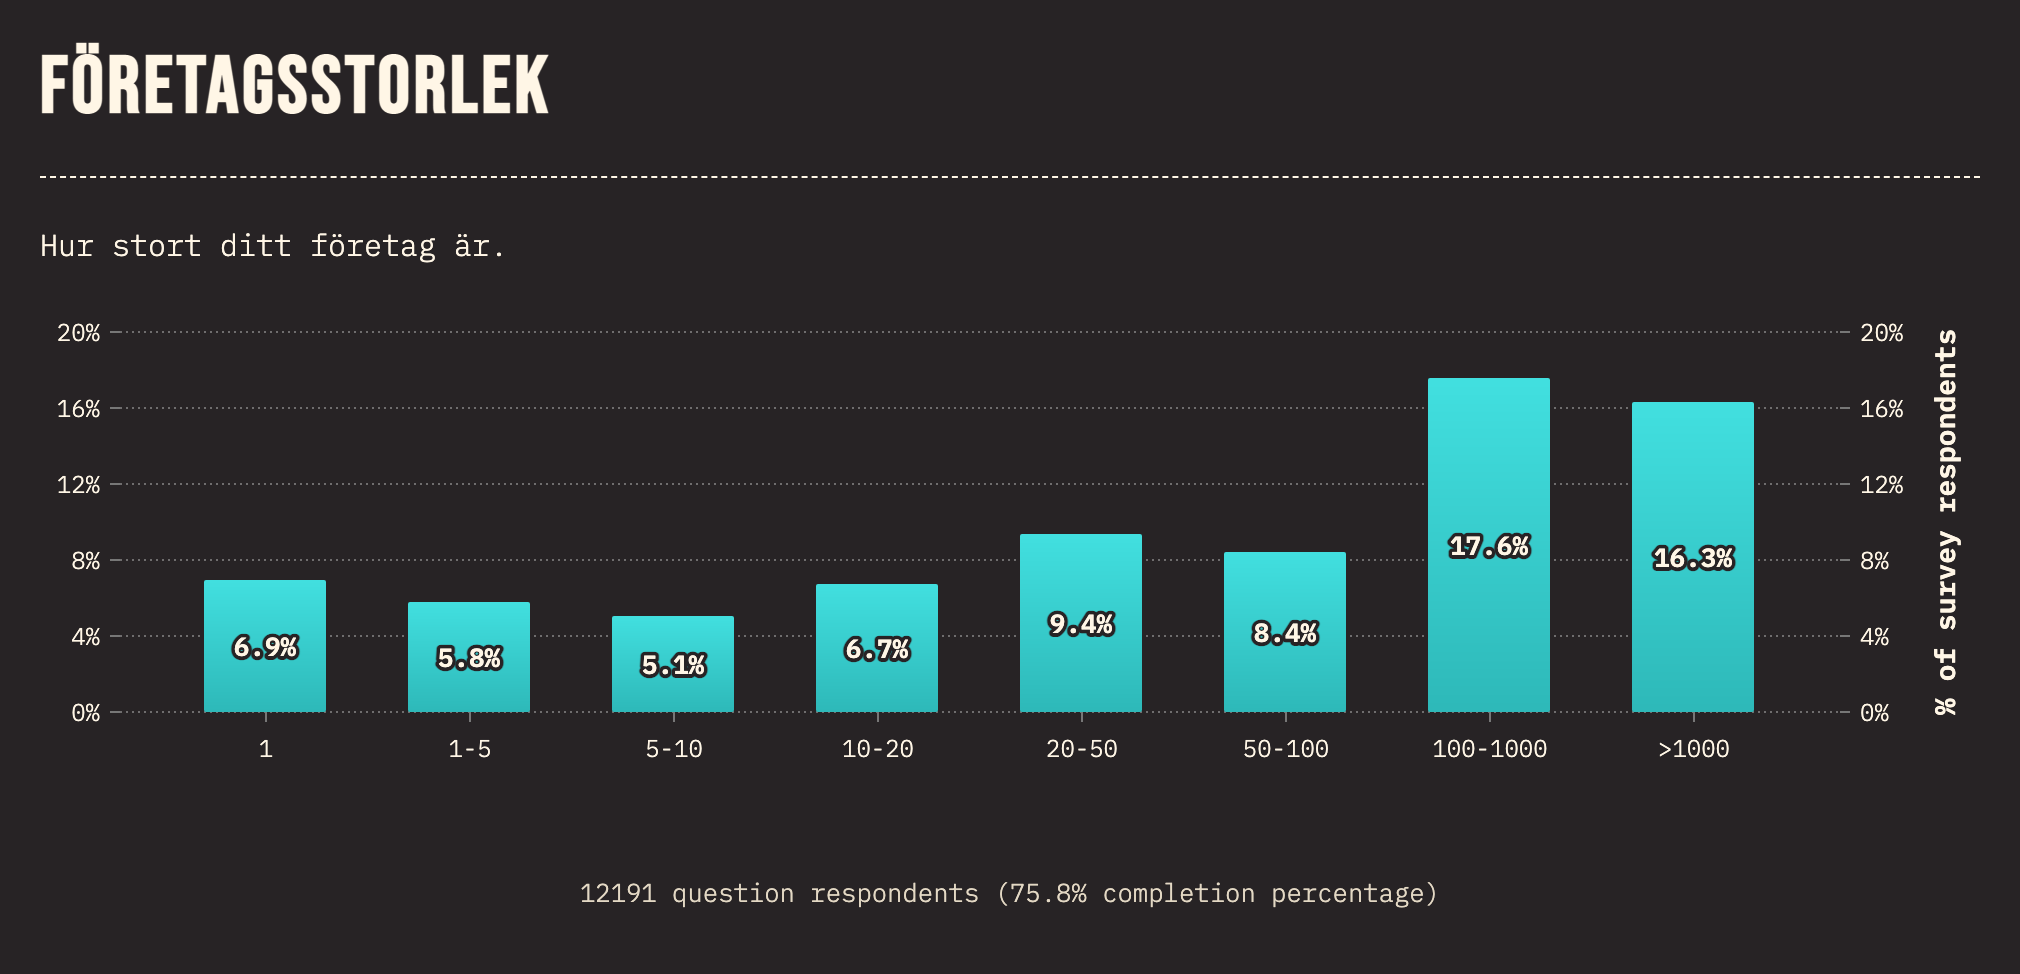 FÖRETAGSSTORLEK
Hur stort ditt företag är.
20% 20%
16% 16%
12% 12%
8% 8%
4% 4%
0% 0%
% of survey respondents
6.9% 5.8% 5.1% 6.7% 9.4% 8.4% 17.6% 16.3%
1 1-5 5-10 10-20 20-50 50-100 100-1000 >1000
12191 question respondents (75.8% completion percentage)